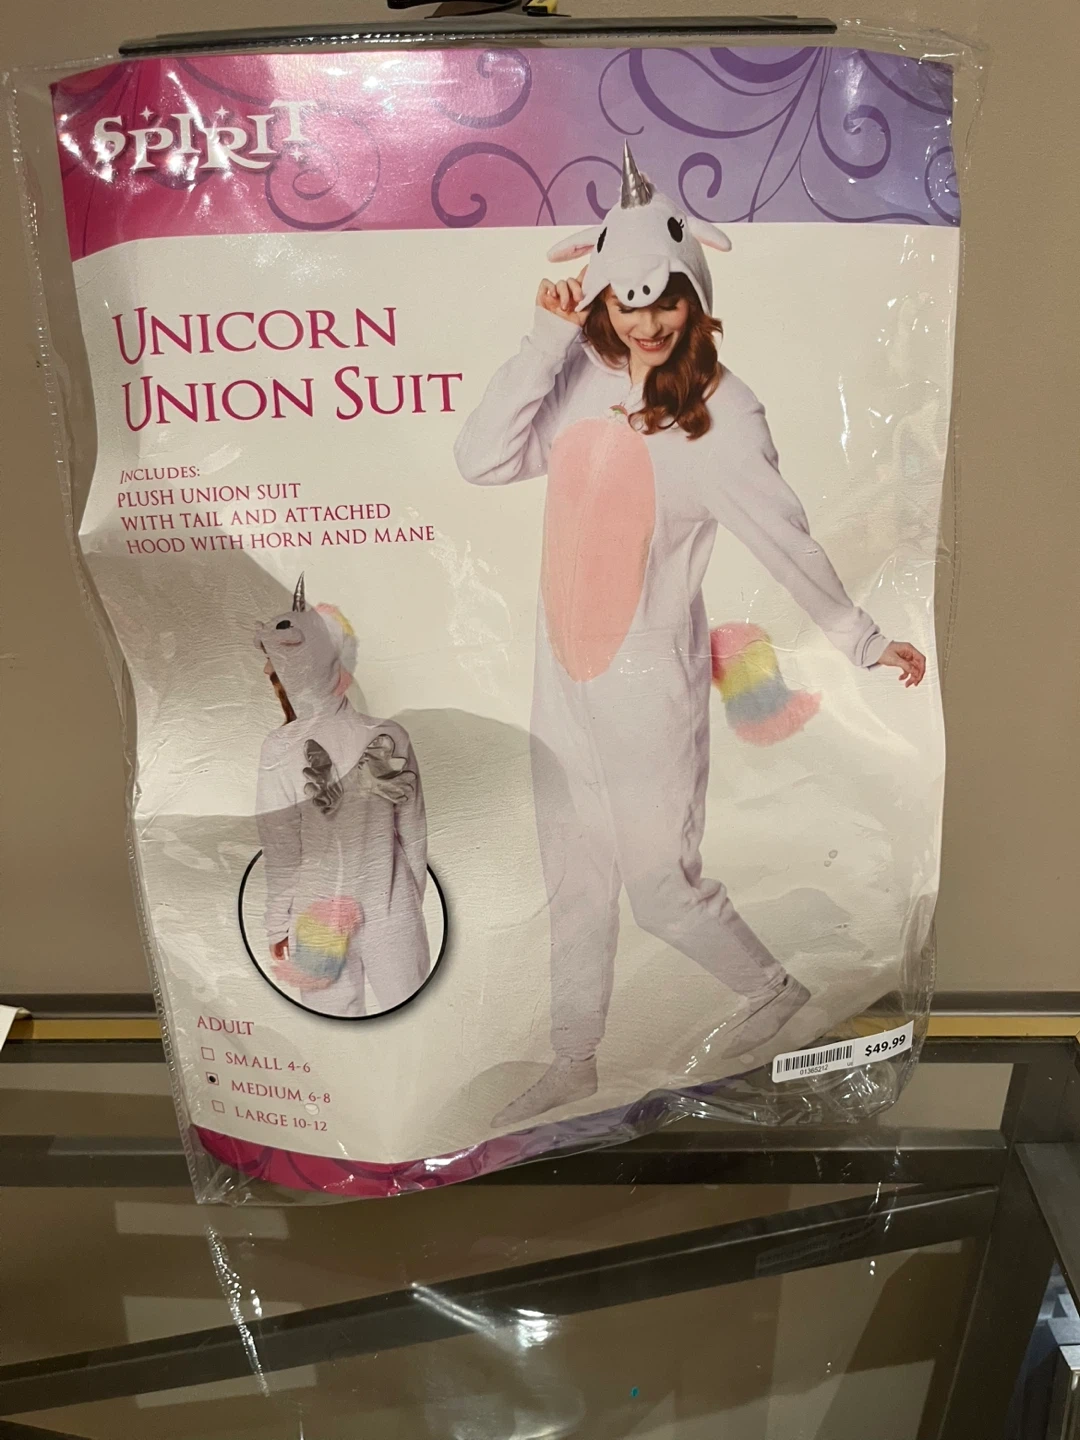 SPIRIT
UNICORN
UNION SUIT
INCLUDES:
PLUSH UNION SUIT
WITH TAIL AND ATTACHED
HOOD WITH HORN AND MANE
ADULT
SMALL 4-6
MEDIUM 6-8
LARGE 10-12
$49.99
01365212